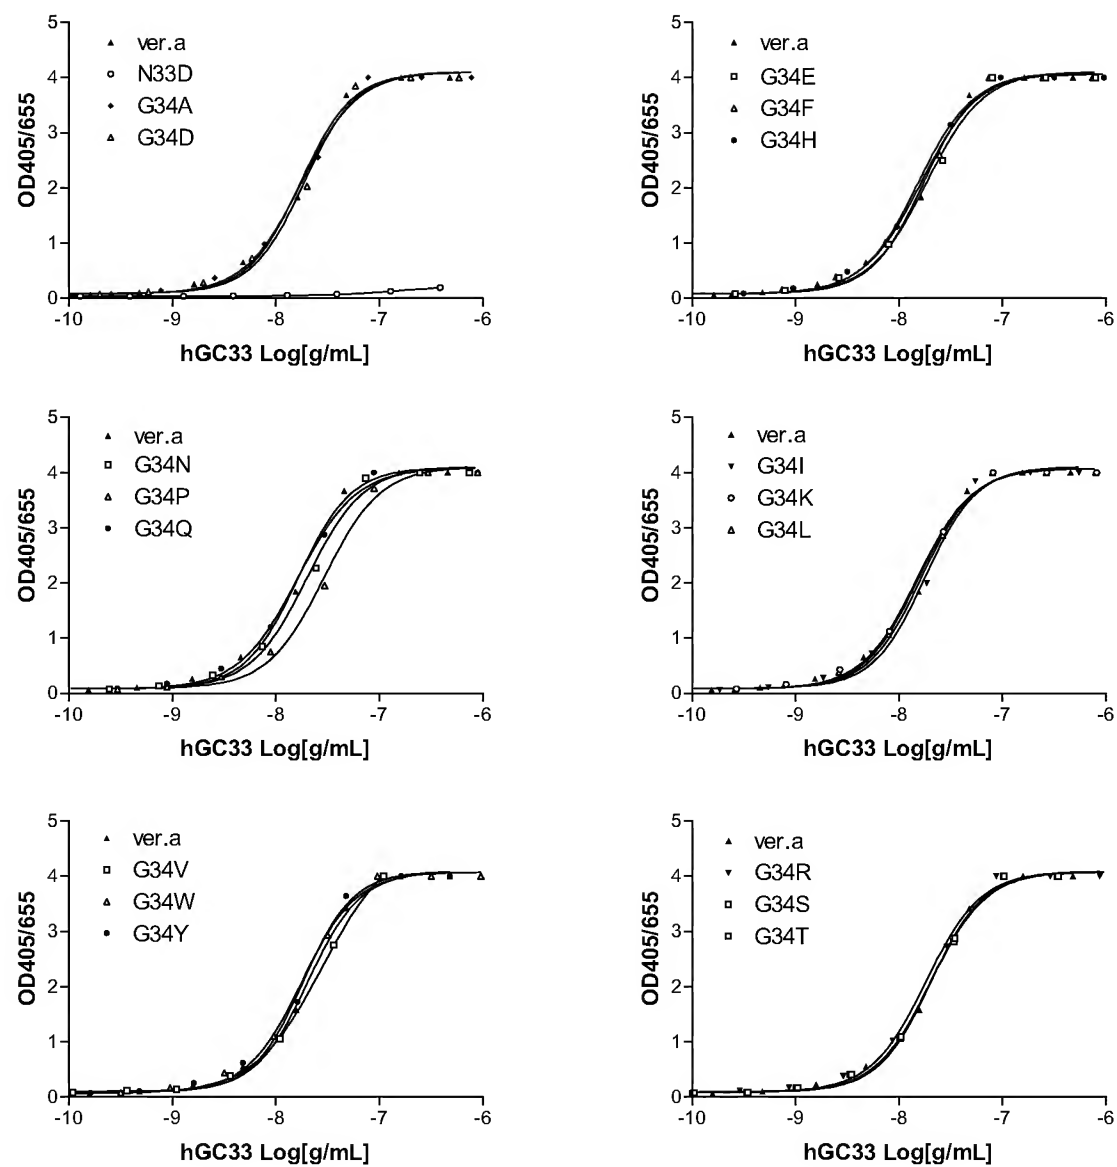 5
4
3
2
1
0
OD405/655
ver.a
N33D
G34A
G34D
-10
-9
-8
-7
-6
hGC33 Log[g/mL]
5
4
3
2
1
0
OD405/655
ver.a
G34E
G34F
G34H
-10
-9
-8
-7
-6
hGC33 Log[g/mL]
5
4
3
2
1
0
OD405/655
ver.a
G34N
G34P
G34Q
-10
-9
-8
-7
-6
hGC33 Log[g/mL]
5
4
3
2
1
0
OD405/655
ver.a
G34I
G34K
G34L
-10
-9
-8
-7
-6
hGC33 Log[g/mL]
5
4
3
2
1
0
OD405/655
ver.a
G34V
G34W
G34Y
-10
-9
-8
-7
-6
hGC33 Log[g/mL]
5
4
3
2
1
0
OD405/655
ver.a
G34R
G34S
G34T
-10
-9
-8
-7
-6
hGC33 Log[g/mL]